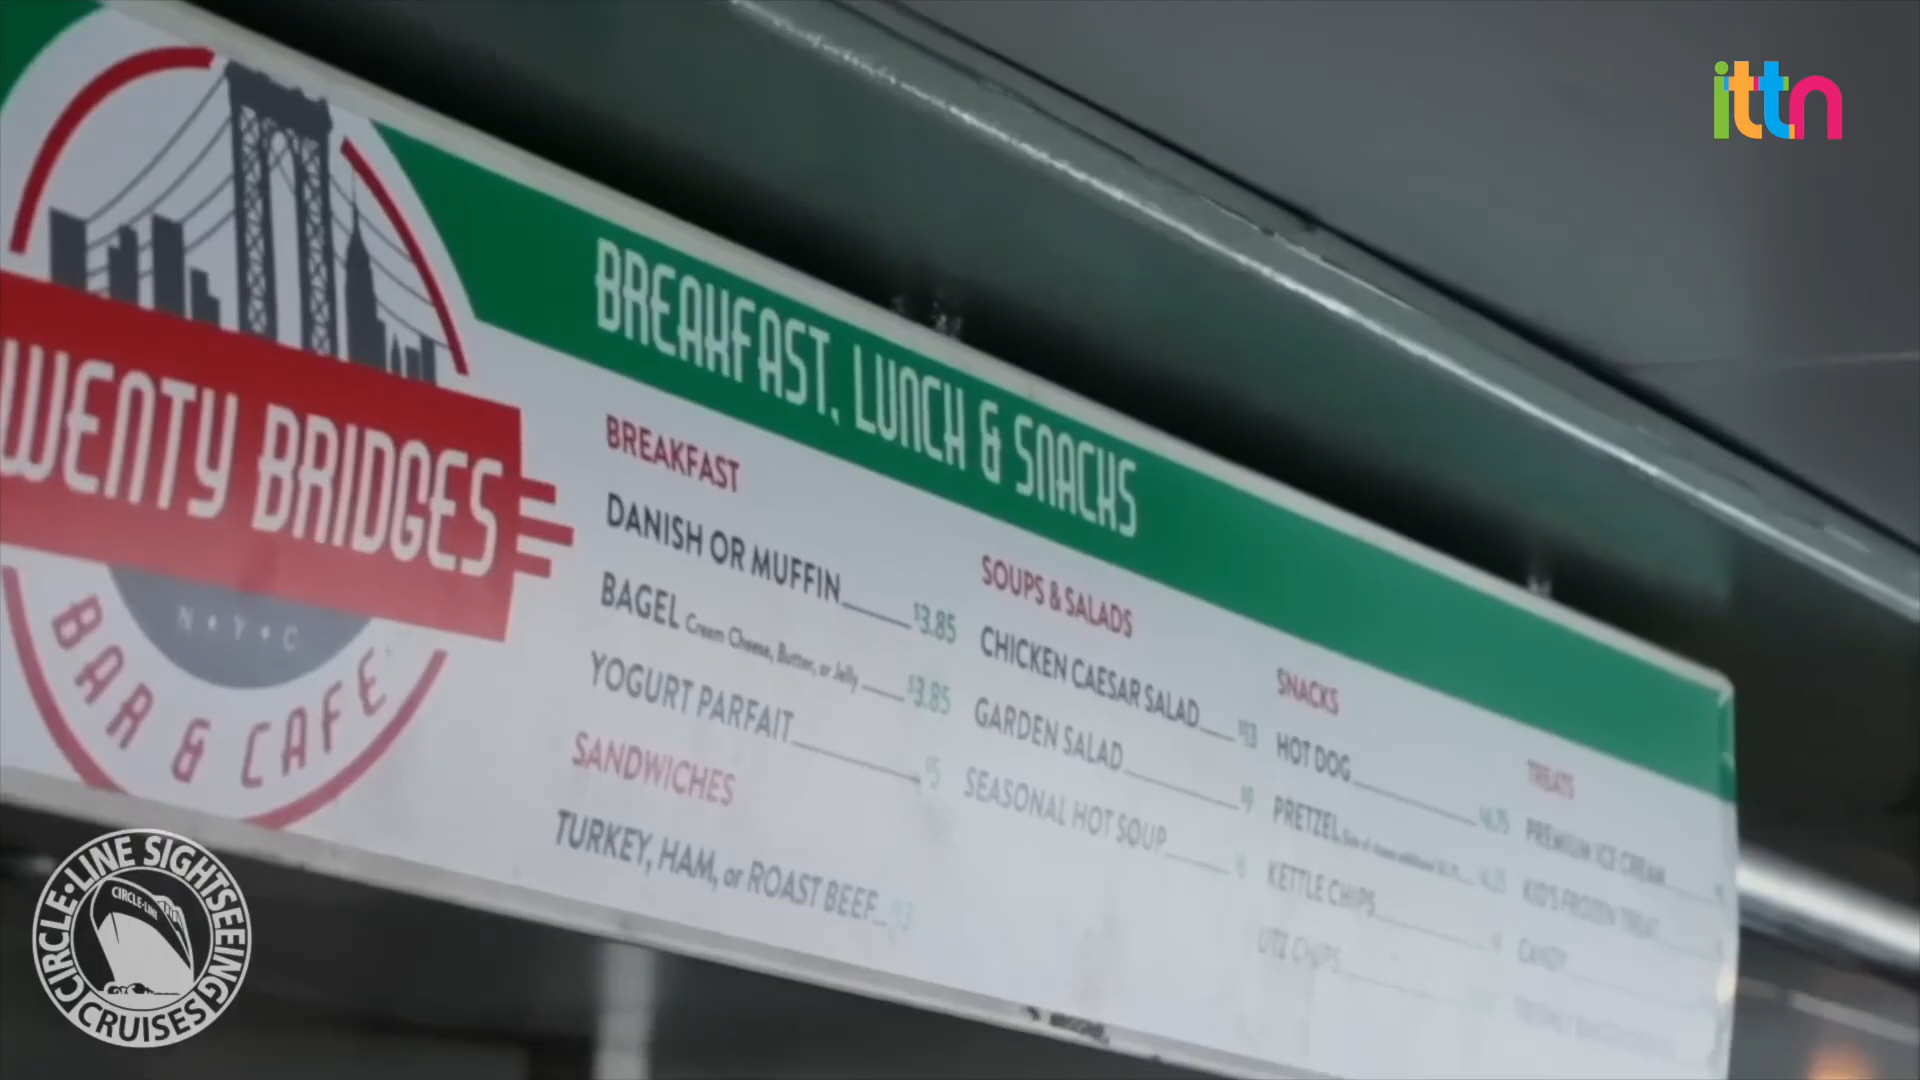 ittn
WENTY BRIDGES
N • Y • C
BAR & CAFE
BREAKFAST, LUNCH & SNACKS
BREAKFAST
DANISH OR MUFFIN $3.85
BAGEL Cream Cheese, Butter, or Jelly $3.85
YOGURT PARFAIT $5
SANDWICHES
TURKEY, HAM, or ROAST BEEF $13
SOUPS & SALADS
CHICKEN CAESAR SALAD $13
GARDEN SALAD $9
SEASONAL HOT SOUP
SNACKS
HOT DOG
PRETZEL
KETTLE CHIPS
UTZ CHIPS
TREATS
PREMIUM ICE CREAM
KID'S FROZEN TREAT
CANDY
CIRCLE•LINE SIGHTSEEING CRUISES
CIRCLE-LINE